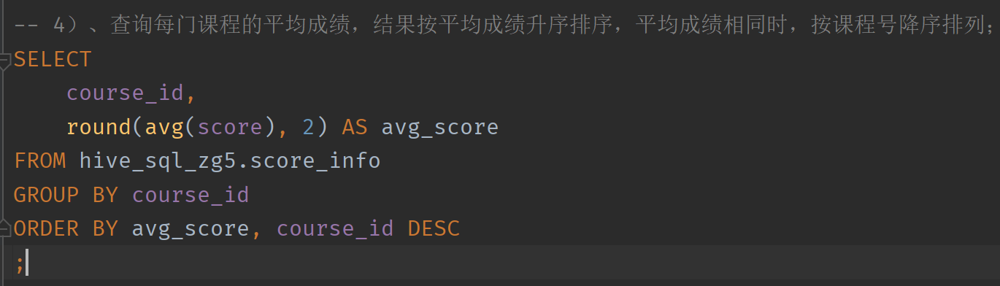 -- 4）、查询每门课程的平均成绩，结果按平均成绩升序排序，平均成绩相同时，按课程号降序排列；
SELECT
    course_id,
    round(avg(score), 2) AS avg_score
FROM hive_sql_zg5.score_info
GROUP BY course_id
ORDER BY avg_score, course_id DESC
;